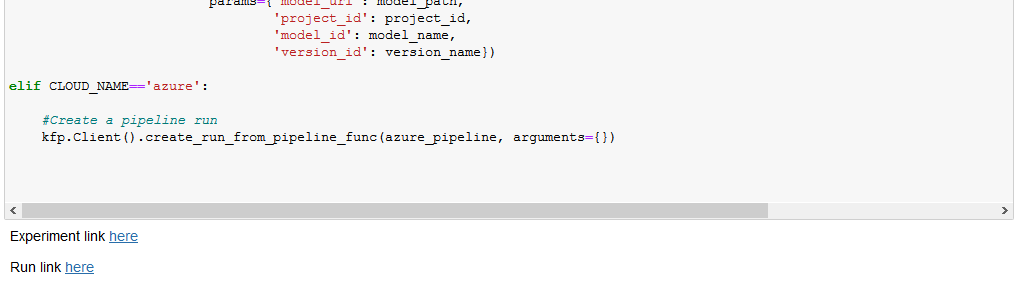 params={'model_uri': model_path,
'project_id': project_id,
'model_id': model_name,
'version_id': version_name})
elif CLOUD_NAME=='azure':
#Create a pipeline run
kfp.Client().create_run_from_pipeline_func(azure_pipeline, arguments={})
Experiment link here
Run link here